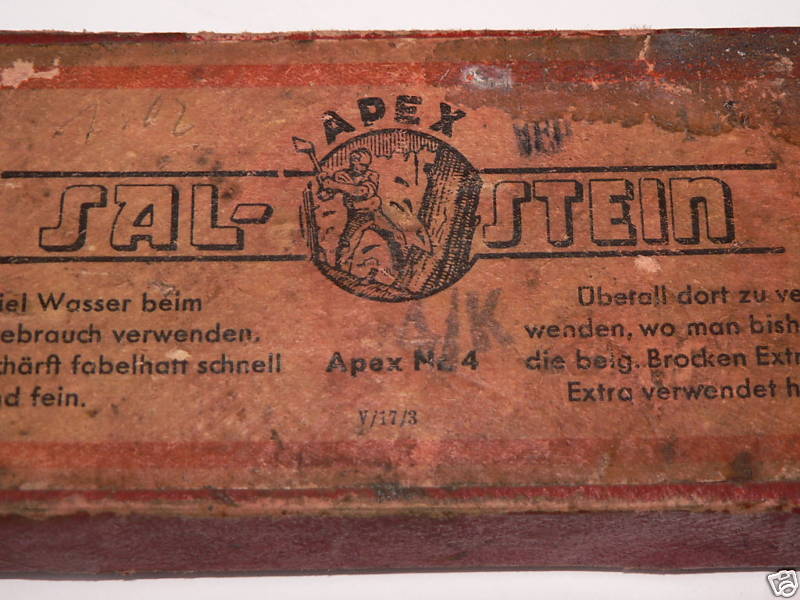 APEX
SAL-STEIN
iel Wasser beim
ebrauch verwenden.
chärft fabelhaft schnell
nd fein.
Apex No 4
V/17/3
A/K
Überall dort zu ve
wenden, wo man bish
die belg. Brocken Extr
Extra verwendet h